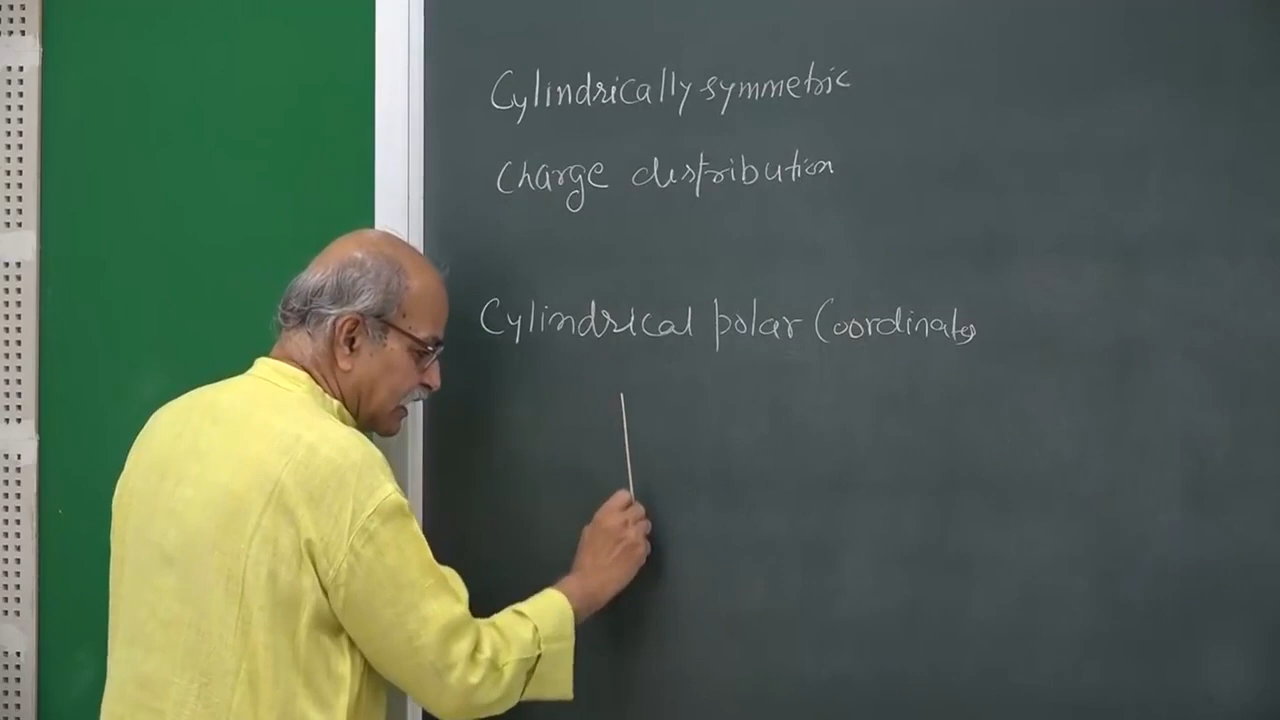 Cylindrically symmetric
Charge distribution
Cylindrical polar Coordinates